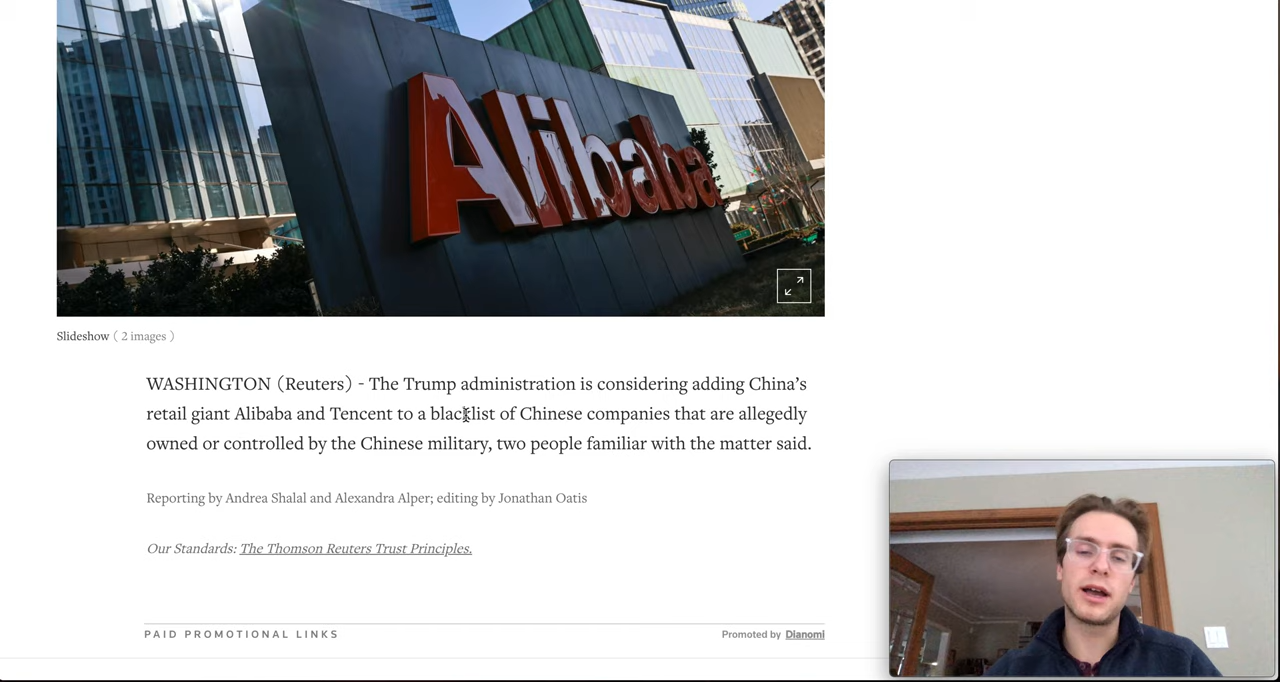 Alibaba
Slideshow ( 2 images )
WASHINGTON (Reuters) - The Trump administration is considering adding China’s
retail giant Alibaba and Tencent to a blacklist of Chinese companies that are allegedly
owned or controlled by the Chinese military, two people familiar with the matter said.
Reporting by Andrea Shalal and Alexandra Alper; editing by Jonathan Oatis
Our Standards: The Thomson Reuters Trust Principles.
PAID PROMOTIONAL LINKS
Promoted by Dianomi